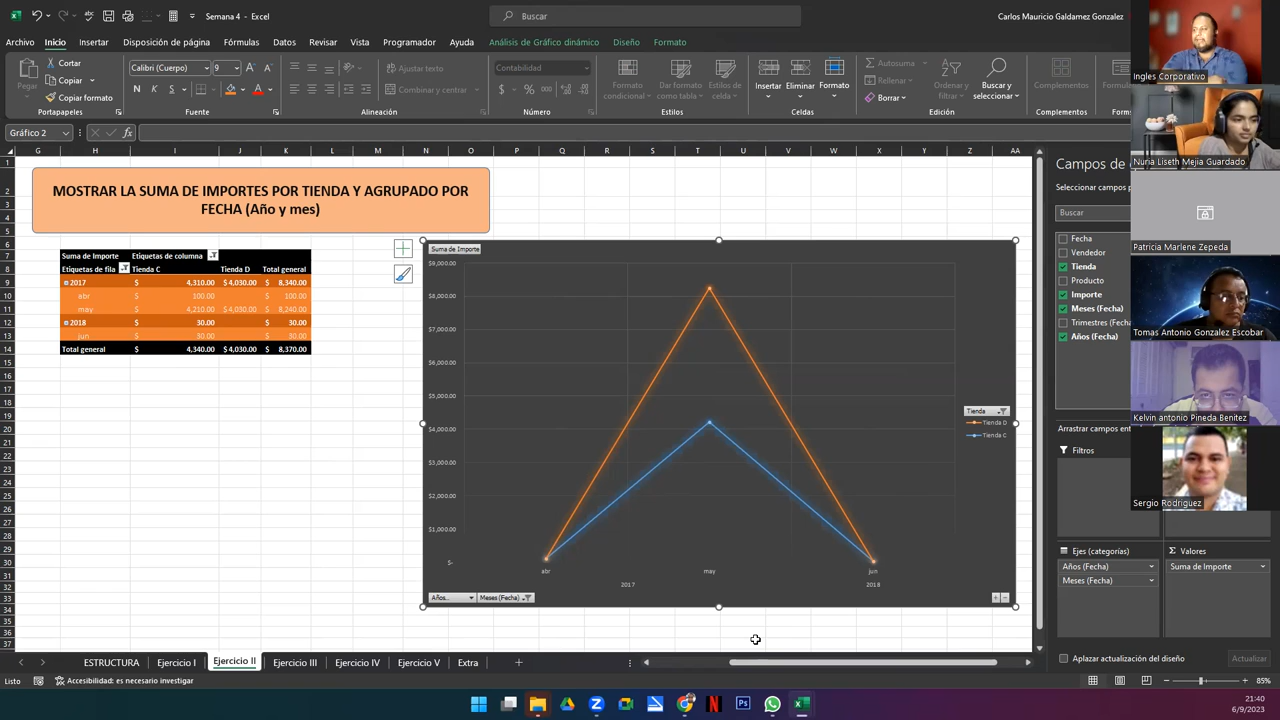 Semana 4 - Excel
Buscar
Carlos Mauricio Galdamez Gonzalez
Archivo Inicio Insertar Disposición de página Fórmulas Datos Revisar Vista Programador Ayuda Análisis de Gráfico dinámico Diseño Formato
Pegar
Cortar
Copiar
Copiar formato
Portapapeles
Calibri (Cuerpo) 9
N K S
Fuente
Ajustar texto
Combinar y centrar
Alineación
Contabilidad
$ % 000
Número
Formato condicional
Dar formato como tabla
Estilos de celda
Estilos
Insertar Eliminar Formato
Celdas
Autosuma
Rellenar
Borrar
Ordenar y filtrar
Buscar y seleccionar
Edición
Complementos
Complementos
Gráfico 2
fx
G H I J K L M N O P Q R S T U V W X Y Z AA
MOSTRAR LA SUMA DE IMPORTES POR TIENDA Y AGRUPADO POR
FECHA (Año y mes)
Suma de Importe Etiquetas de columna
Etiquetas de fila Tienda C Tienda D Total general
2017 $ 4,310.00 $ 4,030.00 $ 8,340.00
abr $ 100.00 $ 100.00
may $ 4,210.00 $ 4,030.00 $ 8,240.00
2018 $ 30.00 $ 30.00
jun $ 30.00 $ 30.00
Total general $ 4,340.00 $ 4,030.00 $ 8,370.00
Suma de Importe
$9,000.00
$8,000.00
$7,000.00
$6,000.00
$5,000.00
$4,000.00
$3,000.00
$2,000.00
$1,000.00
$-
abr may jun
2017 2018
Tienda
Tienda D
Tienda C
Años... Meses (Fecha)
Campos de
Seleccionar campos
Buscar
Fecha
Vendedor
Tienda
Producto
Importe
Meses (Fecha)
Trimestres (Fecha)
Años (Fecha)
Arrastrar campos
Filtros
Ejes (categorías)
Años (Fecha)
Meses (Fecha)
Σ Valores
Suma de Importe
Aplazar actualización del diseño
Actualizar
Ingles Corporativo
Nuria Liseth Mejia Guardado
Patricia Marlene Zepeda
Tomas Antonio Gonzalez Escobar
Kelvin antonio Pineda Benitez
Sergio Rodriguez
ESTRUCTURA Ejercicio I Ejercicio II Ejercicio III Ejercicio IV Ejercicio V Extra
Listo
Accesibilidad: es necesario investigar
85%
21:40
6/9/2023